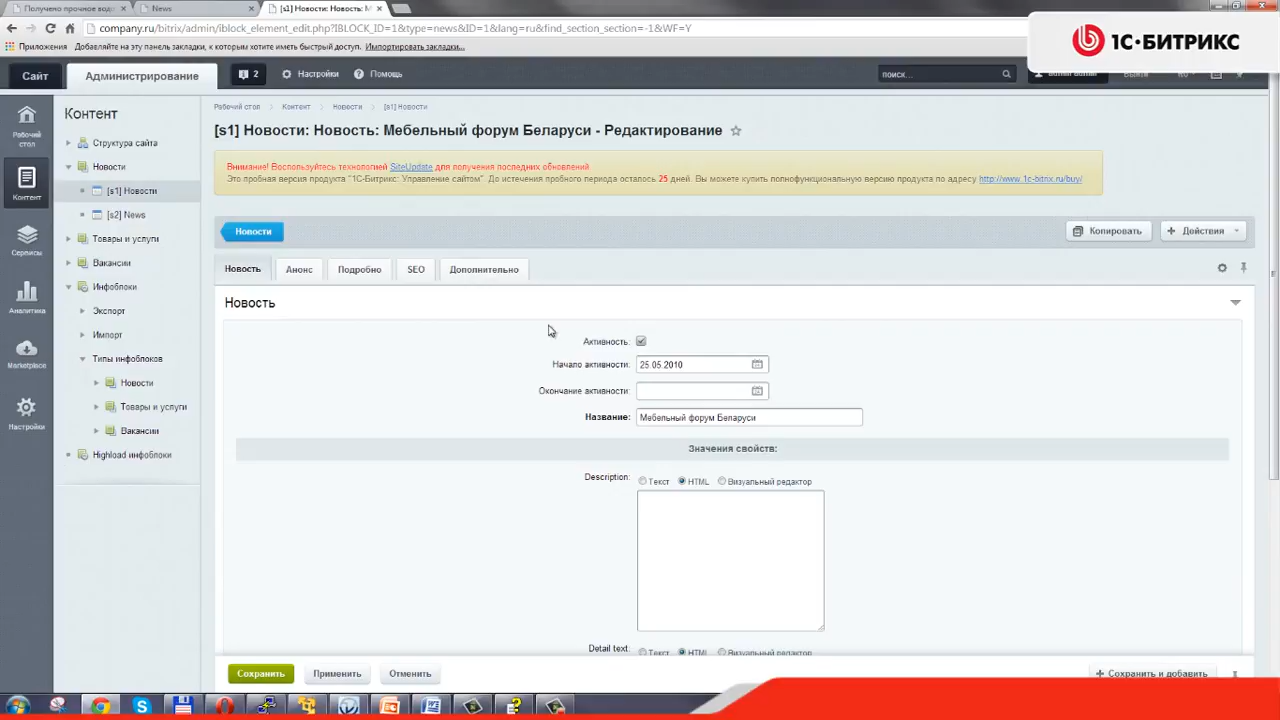 Получено прочное вод
News
[s1] Новости: Новость: М
company.ru/bitrix/admin/iblock_element_edit.php?IBLOCK_ID=1&type=news&ID=1&lang=ru&find_section_section=-1&WF=Y
Приложения Добавляйте на эту панель закладки, к которым хотите иметь быстрый доступ. Импортировать закладки...
1С-БИТРИКС
Сайт Администрирование 2 Настройки Помощь поиск...
Рабочий стол Контент Новости [s1] Новости
[s1] Новости: Новость: Мебельный форум Беларуси - Редактирование
Внимание! Воспользуйтесь технологией SiteUpdate для получения последних обновлений
Это пробная версия продукта "1С-Битрикс: Управление сайтом". До истечения пробного периода осталось 25 дней. Вы можете купить полнофункциональную версию продукта по адресу http://www.1c-bitrix.ru/buy/
Рабочий стол
Контент
Сервисы
Аналитика
Marketplace
Настройки
Контент
Структура сайта
Новости
[s1] Новости
[s2] News
Товары и услуги
Вакансии
Инфоблоки
Экспорт
Импорт
Типы инфоблоков
Новости
Товары и услуги
Вакансии
Highload инфоблоки
Новости Копировать Действия
Новость Анонс Подробно SEO Дополнительно
Новость
Активность:
Начало активности: 25.05.2010
Окончание активности:
Название: Мебельный форум Беларуси
Значения свойств:
Description: Текст HTML Визуальный редактор
Detail text: Текст HTML Визуальный редактор
Сохранить Применить Отменить Сохранить и добавить